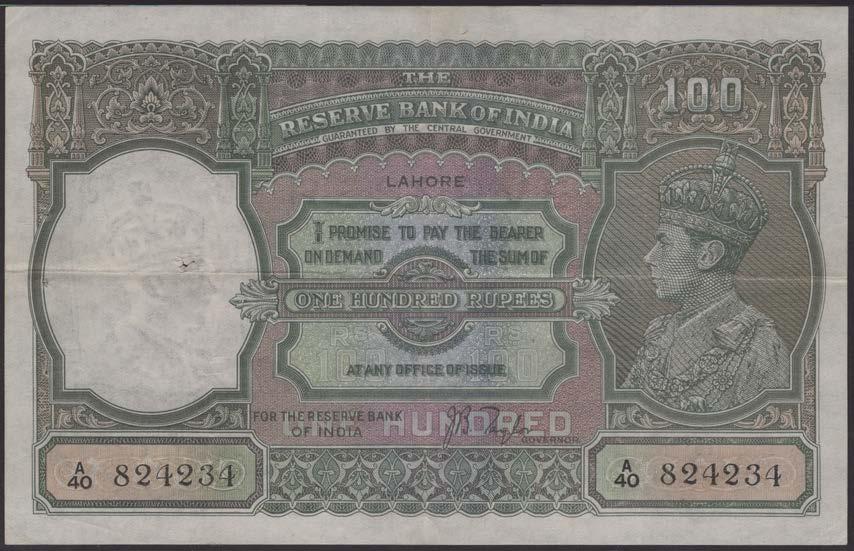 THE
100
RESERVE BANK OF INDIA
GUARANTEED BY THE CENTRAL GOVERNMENT
LAHORE
I PROMISE TO PAY THE BEARER
ON DEMAND THE SUM OF
ONE HUNDRED RUPEES
RS RS
100 100
AT ANY OFFICE OF ISSUE
FOR THE RESERVE BANK
OF INDIA
HUNDRED
J B Taylor
GOVERNOR
A/40 824234
A/40 824234